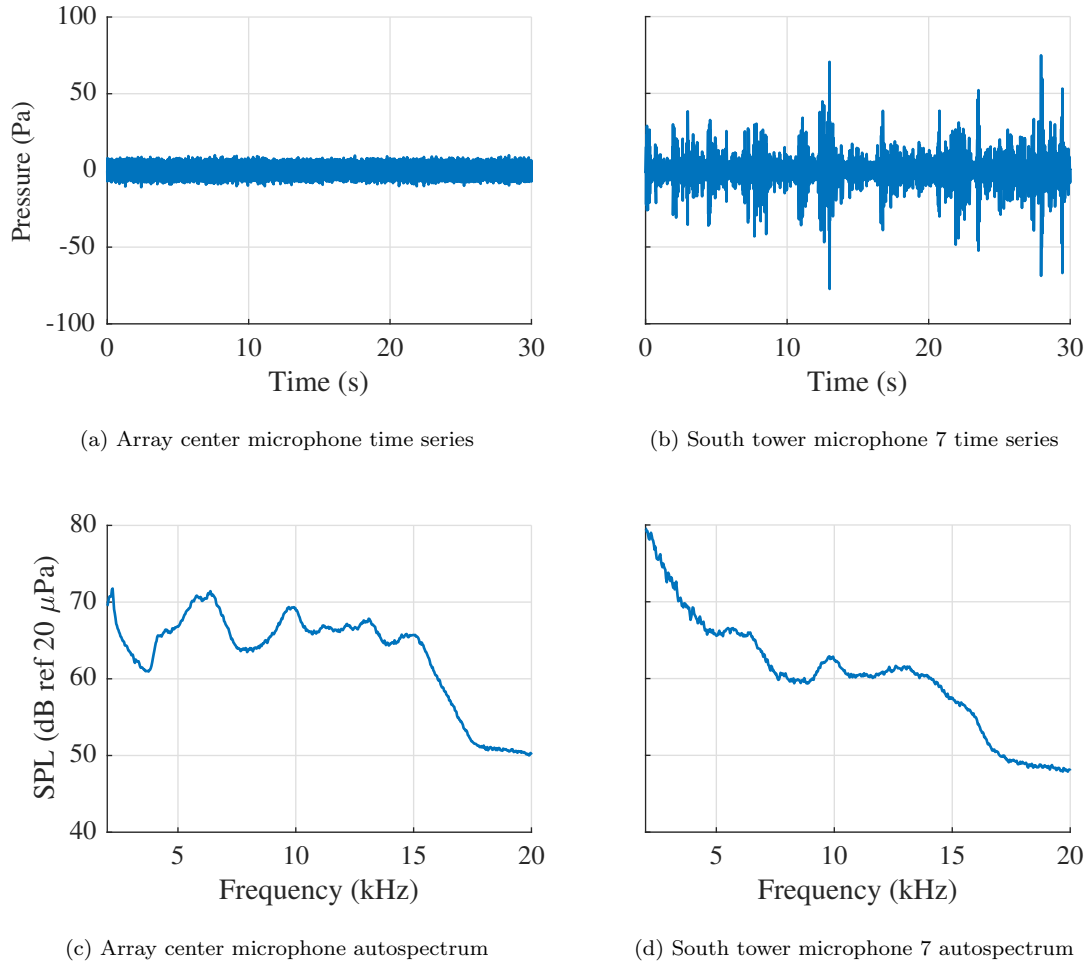 100
50
0
-50
-100
Pressure (Pa)
0 10 20 30
Time (s)
0 10 20 30
Time (s)
(a) Array center microphone time series
(b) South tower microphone 7 time series
80
70
60
50
40
SPL (dB ref 20 μPa)
5 10 15 20
Frequency (kHz)
5 10 15 20
Frequency (kHz)
(c) Array center microphone autospectrum
(d) South tower microphone 7 autospectrum